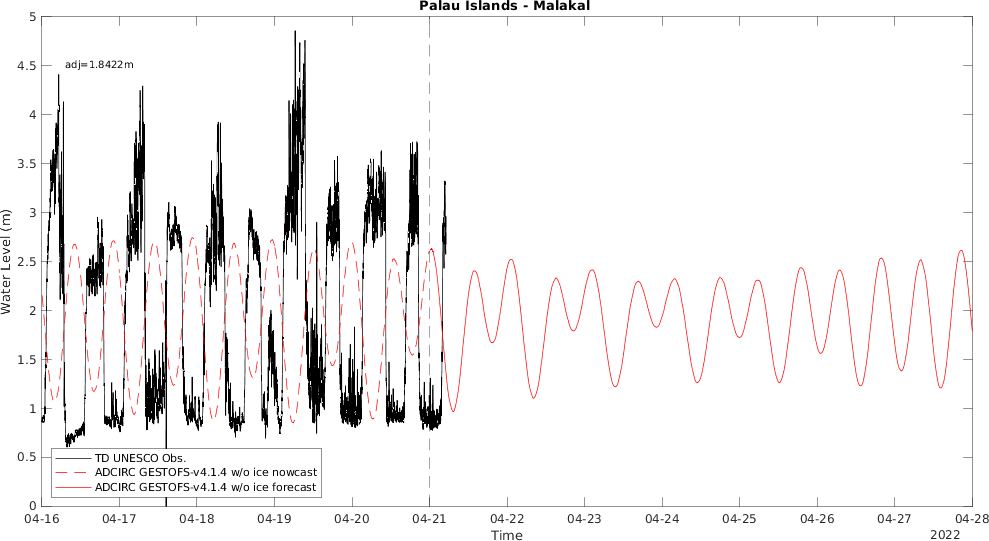 Palau Islands - Malakal
adj=1.8422m
Water Level (m)
5
4.5
4
3.5
3
2.5
2
1.5
1
0.5
0
TD UNESCO Obs.
ADCIRC GESTOFS-v4.1.4 w/o ice nowcast
ADCIRC GESTOFS-v4.1.4 w/o ice forecast
04-16 04-17 04-18 04-19 04-20 04-21 04-22 04-23 04-24 04-25 04-26 04-27 04-28
Time
2022